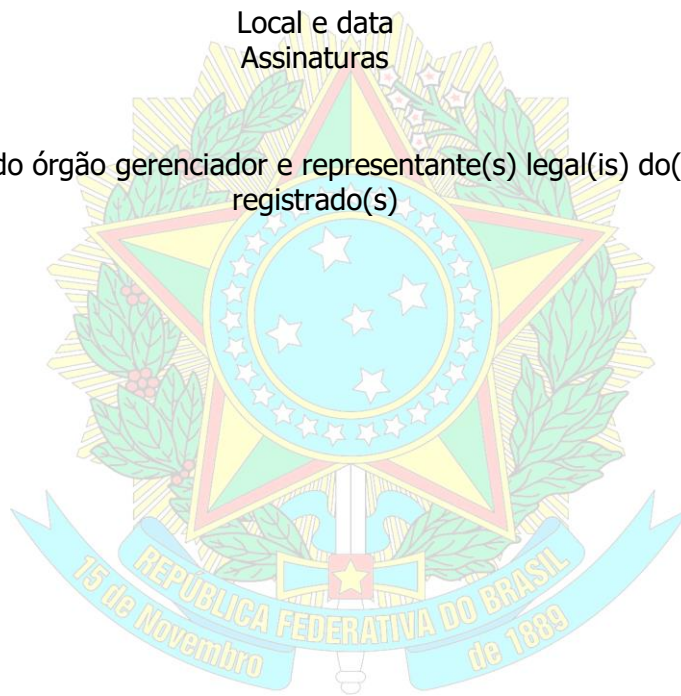 Local e data
Assinaturas
do órgão gerenciador e representante(s) legal(is) do(
registrado(s)
REPÚBLICA FEDERATIVA DO BRASIL
15 de Novembro
de 1889